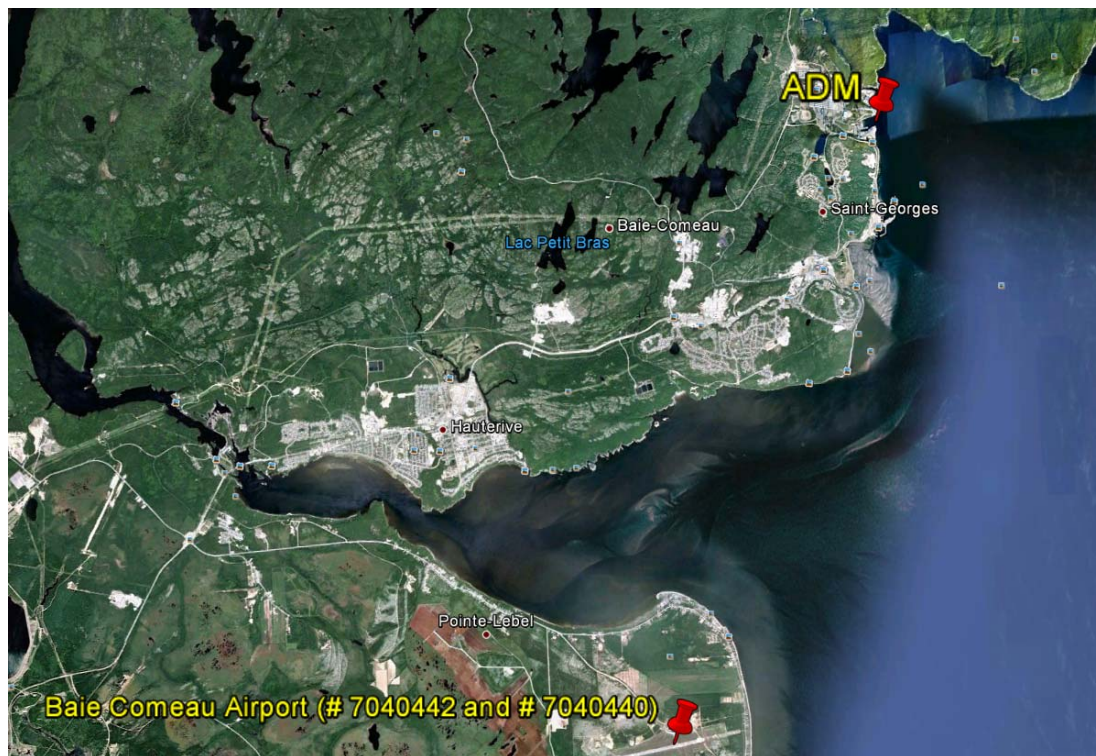 ADM
Saint-Georges
Baie-Comeau
Lac Petit Bras
Hauterive
Pointe-Lebel
Baie Comeau Airport (# 7040442 and # 7040440)